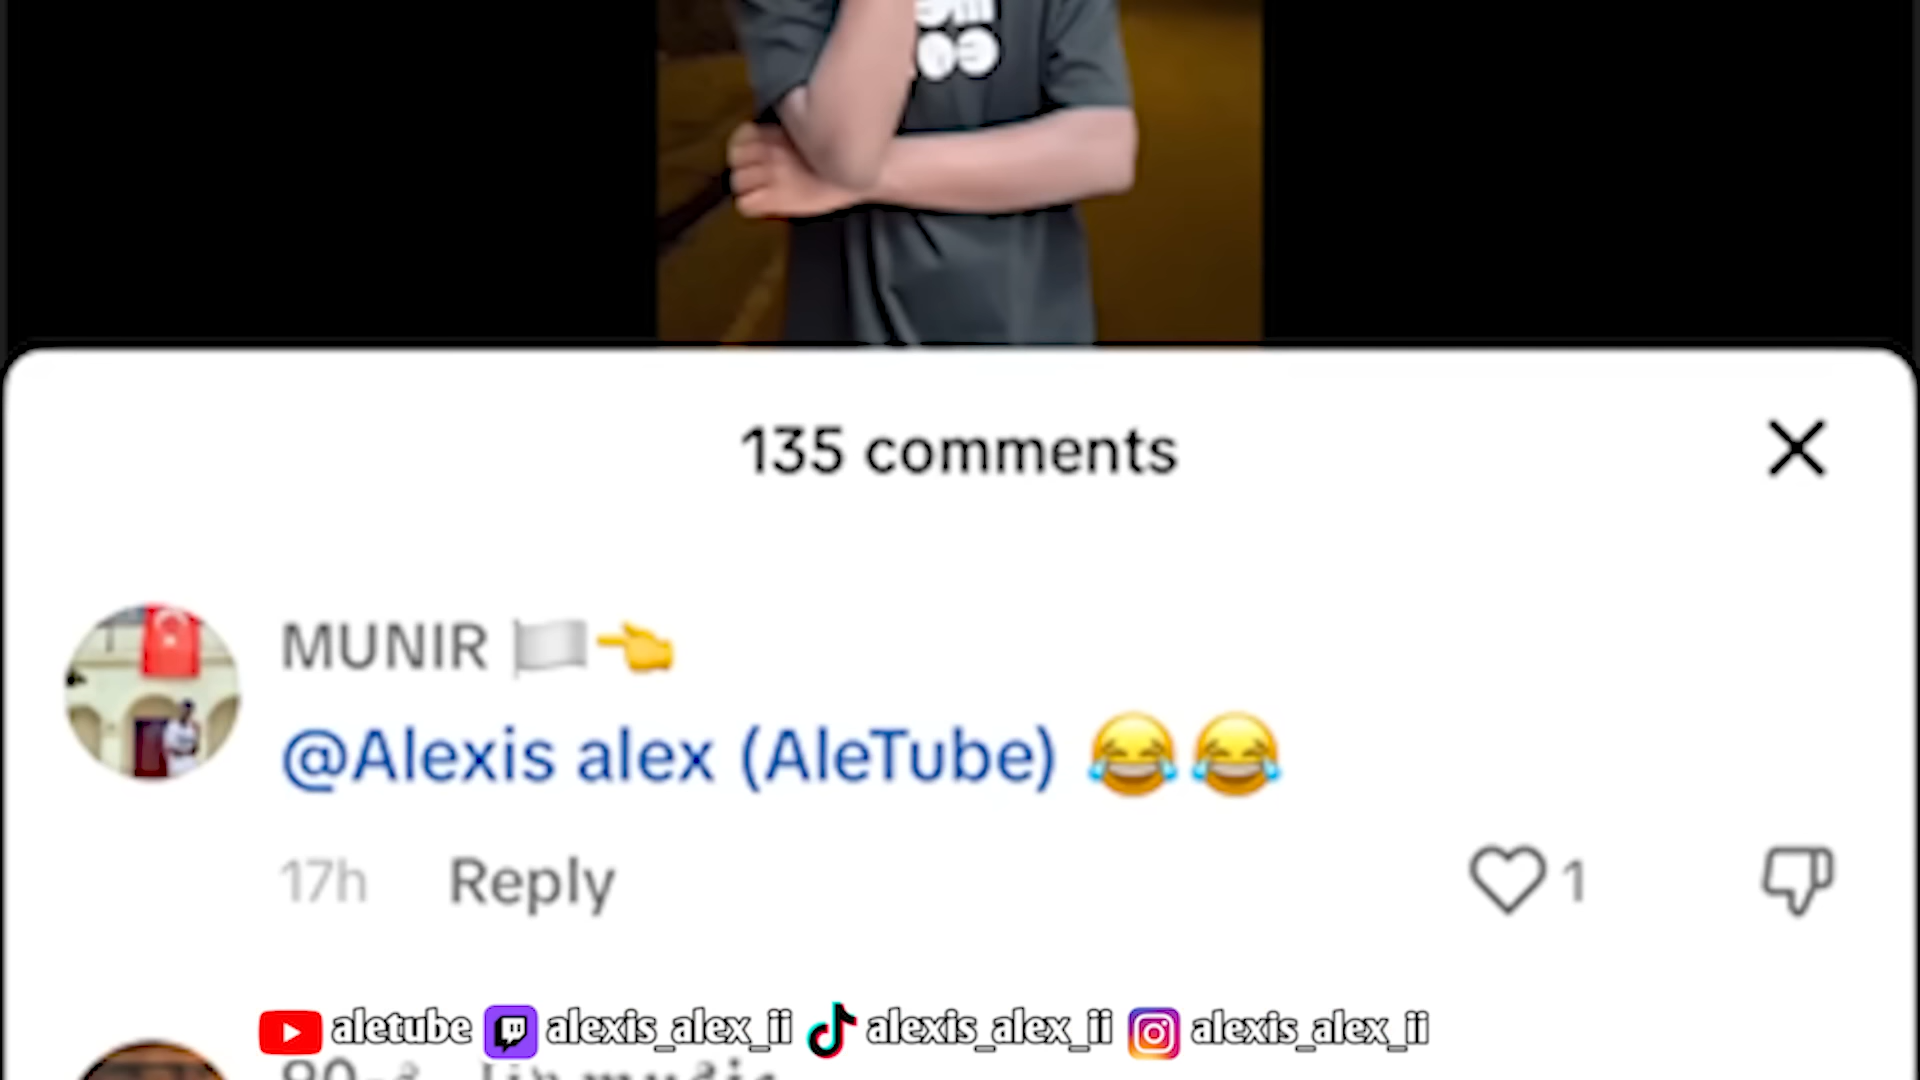 135 comments
MUNIR 🏳️👈
@Alexis alex (AleTube) 😂😂
17h Reply 1
aletube alexis_alex_ii alexis_alex_ii alexis_alex_ii